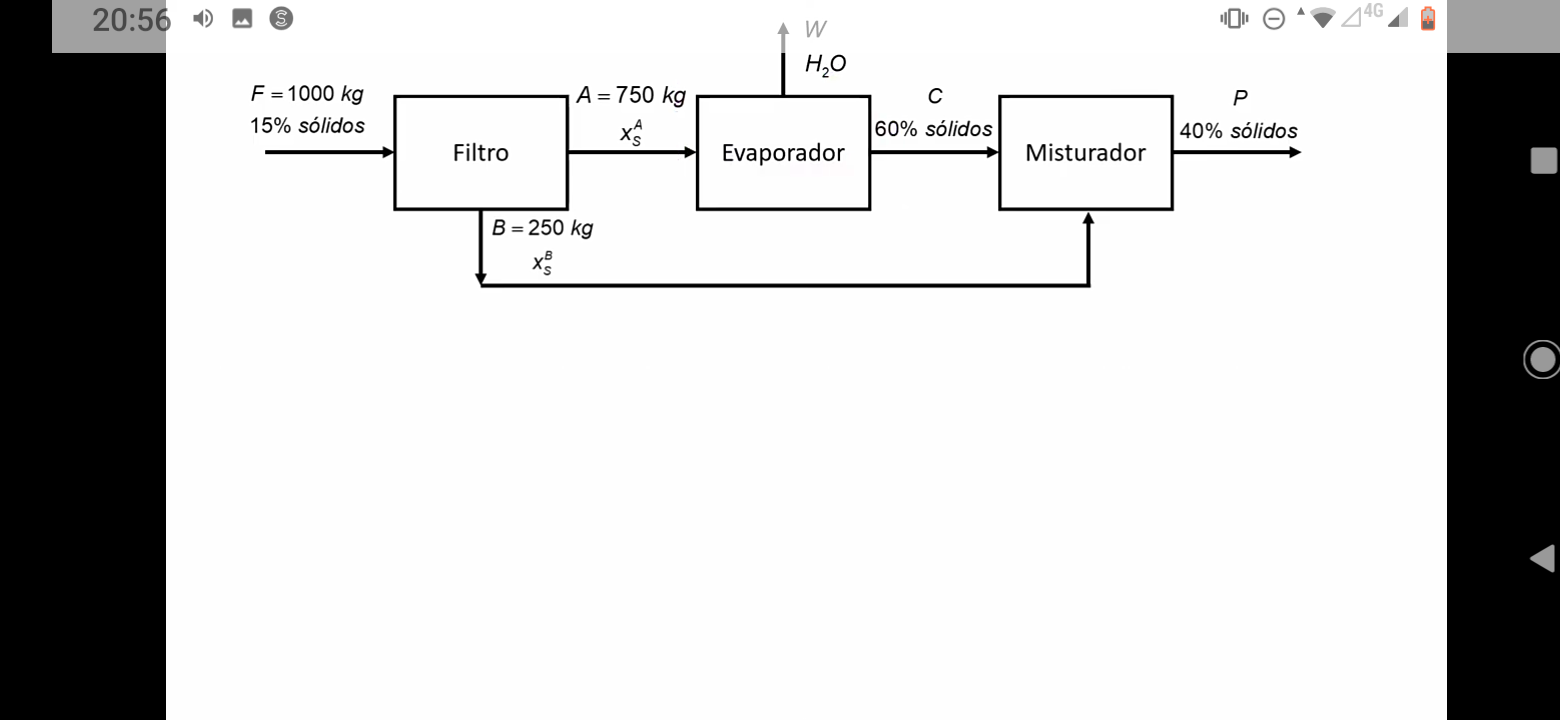 20:56
4G
W
H₂O
F = 1000 kg
15% sólidos
Filtro
A = 750 kg
x_S^A
Evaporador
C
60% sólidos
Misturador
P
40% sólidos
B = 250 kg
x_S^B